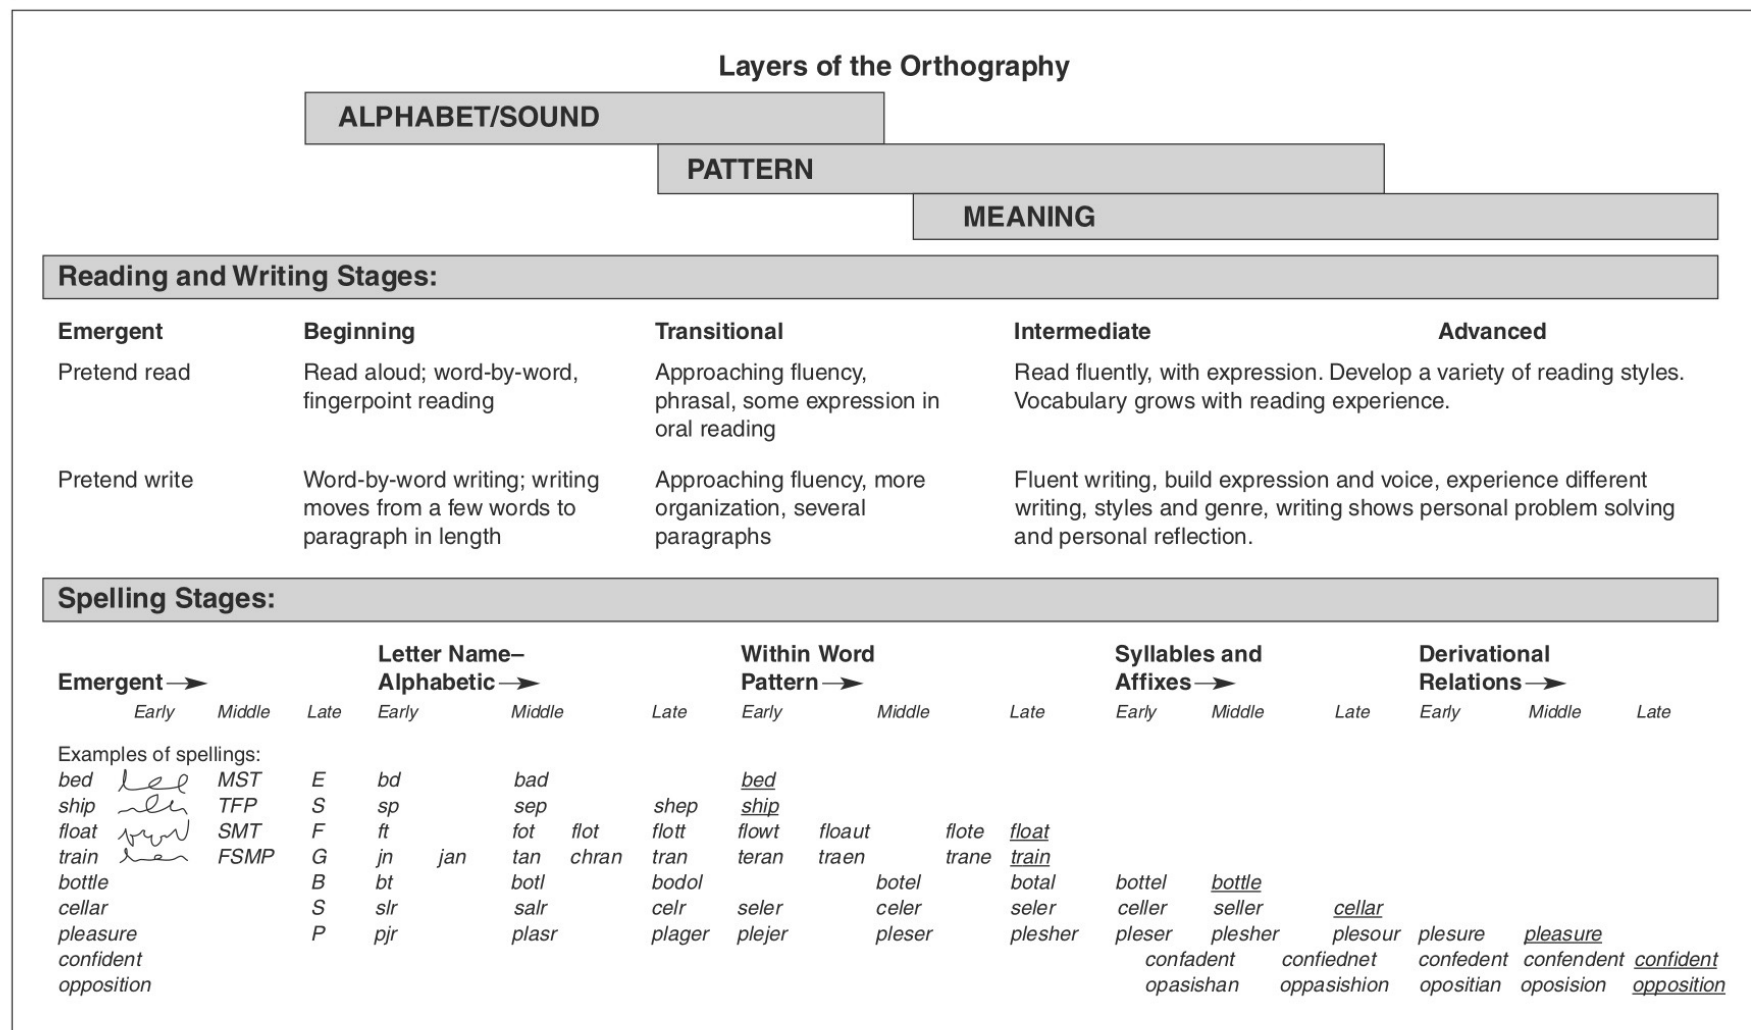 Layers of the Orthography
ALPHABET/SOUND
PATTERN
MEANING
Reading and Writing Stages:
Emergent Beginning Transitional Intermediate Advanced
Pretend read
Read aloud; word-by-word,
fingerpoint reading
Approaching fluency,
phrasal, some expression in
oral reading
Read fluently, with expression. Develop a variety of reading styles.
Vocabulary grows with reading experience.
Pretend write
Word-by-word writing; writing
moves from a few words to
paragraph in length
Approaching fluency, more
organization, several
paragraphs
Fluent writing, build expression and voice, experience different
writing, styles and genre, writing shows personal problem solving
and personal reflection.
Spelling Stages:
Emergent
Letter Name–
Alphabetic
Within Word
Pattern
Syllables and
Affixes
Derivational
Relations
Early Middle Late Early Middle Late Early Middle Late Early Middle Late Early Middle Late
Examples of spellings:
bed MST E bd bad bed
ship TFP S sp sep shep ship
float SMT F ft fot flot flott flowt floaut flote float
train FSMP G jn jan tan chran tran teran traen trane train
bottle B bt botl bodol botel botal bottel bottle
cellar S slr salr celr seler celer seler celler seller cellar
pleasure P pjr plasr plager plejer pleser plesher pleser plesher plesour plesure pleasure
confident confadent confiednet confedent confendent confident
opposition opasishan oppasishion opositian oposision opposition